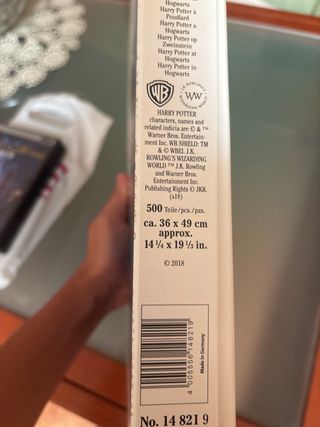 Hogwarts
Harry Potter à
Poudlard
Harry Potter a
Hogwarts
Harry Potter op
Zweinstein
Harry Potter at
Hogwarts
Harry Potter in
Hogwarts
WB
J.K. ROWLING'S
WW
WIZARDING WORLD
HARRY POTTER
characters, names and
related indicia are © & ™
Warner Bros. Entertain-
ment Inc. WB SHIELD: TM
& © WBEI. J.K.
ROWLING'S WIZARDING
WORLD ™ J.K. Rowling
and Warner Bros.
Entertainment Inc.
Publishing Rights © JKR.
(s18)
500 Teile/pcs./pzs.
ca. 36 x 49 cm
approx.
14 1/4 x 19 1/3 in.
© 2018
4 005556 148219
Made in Germany
No. 14 821 9